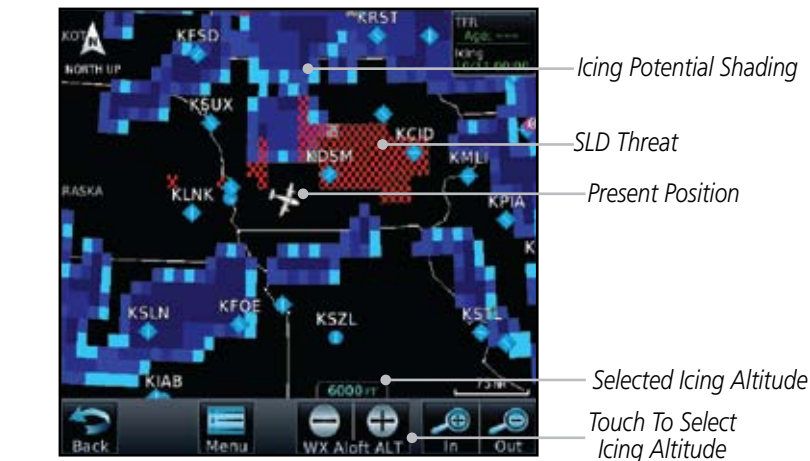 KRST
TFR
KFSD
Age: ---
N
Icing
NORTH UP
Icing Potential Shading
KSUX
SLD Threat
KCID
KDSM
KMLI
Present Position
RASKA
KLNK
KPIA
K
KSLN
KFOE
KSZL
KSTL
KIAB
6000 FT
Selected Icing Altitude
Touch To Select
Icing Altitude
Back
Menu
WX Aloft ALT
In
Out